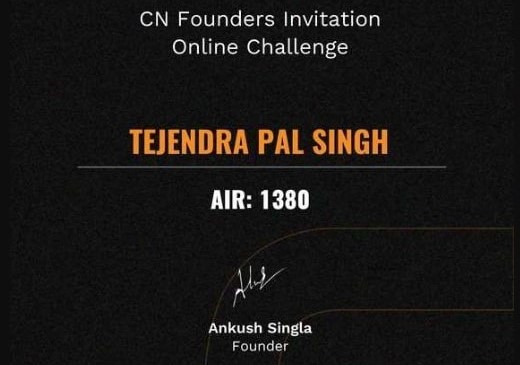 CN Founders Invitation
Online Challenge
TEJENDRA PAL SINGH
AIR: 1380
Ankush Singla
Founder